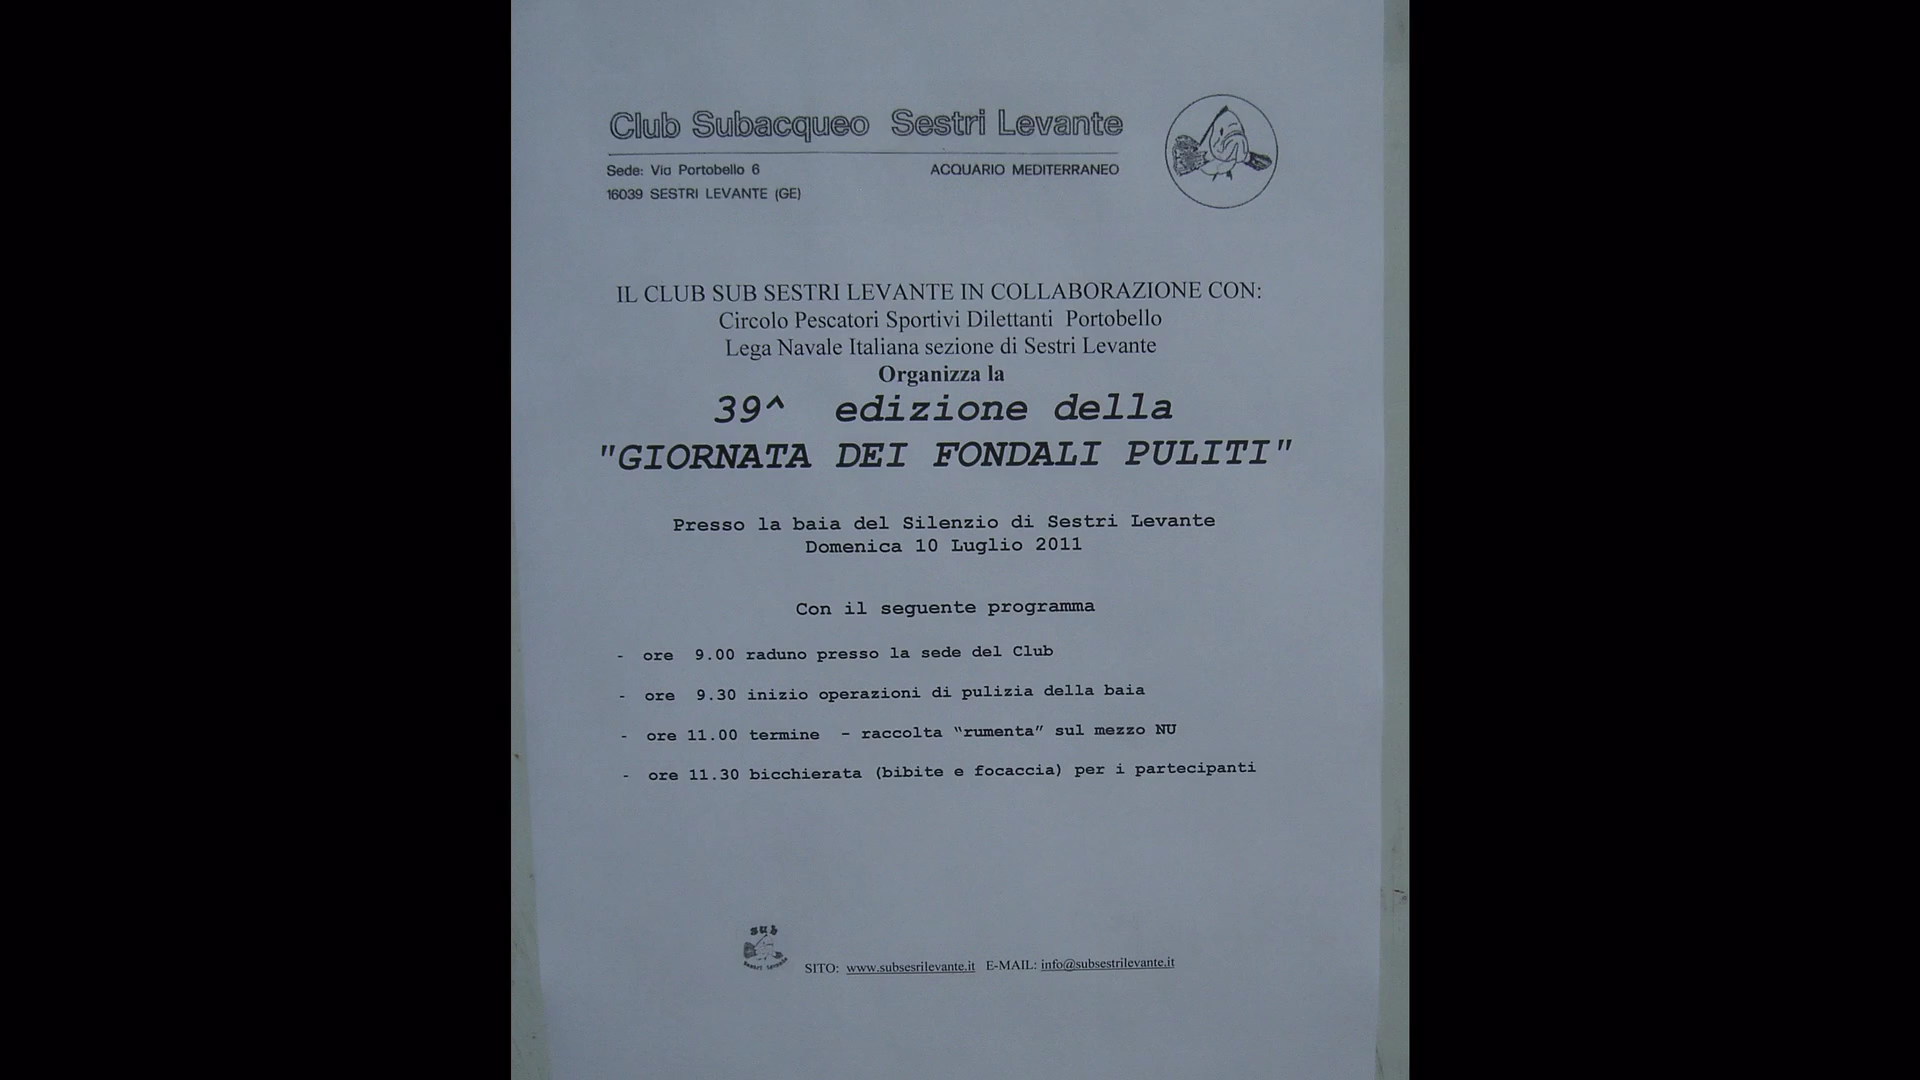 Club Subacqueo Sestri Levante
Sede: Via Portobello 6 ACQUARIO MEDITERRANEO
16039 SESTRI LEVANTE (GE)
IL CLUB SUB SESTRI LEVANTE IN COLLABORAZIONE CON:
Circolo Pescatori Sportivi Dilettanti Portobello
Lega Navale Italiana sezione di Sestri Levante
Organizza la
39^ edizione della
"GIORNATA DEI FONDALI PULITI"
Presso la baia del Silenzio di Sestri Levante
Domenica 10 Luglio 2011
Con il seguente programma
- ore 9.00 raduno presso la sede del Club
- ore 9.30 inizio operazioni di pulizia della baia
- ore 11.00 termine - raccolta “rumenta” sul mezzo NU
- ore 11.30 bicchierata (bibite e focaccia) per i partecipanti
sub
Sestri Levante
SITO: www.subsesrilevante.it E-MAIL: info@subsestrilevante.it